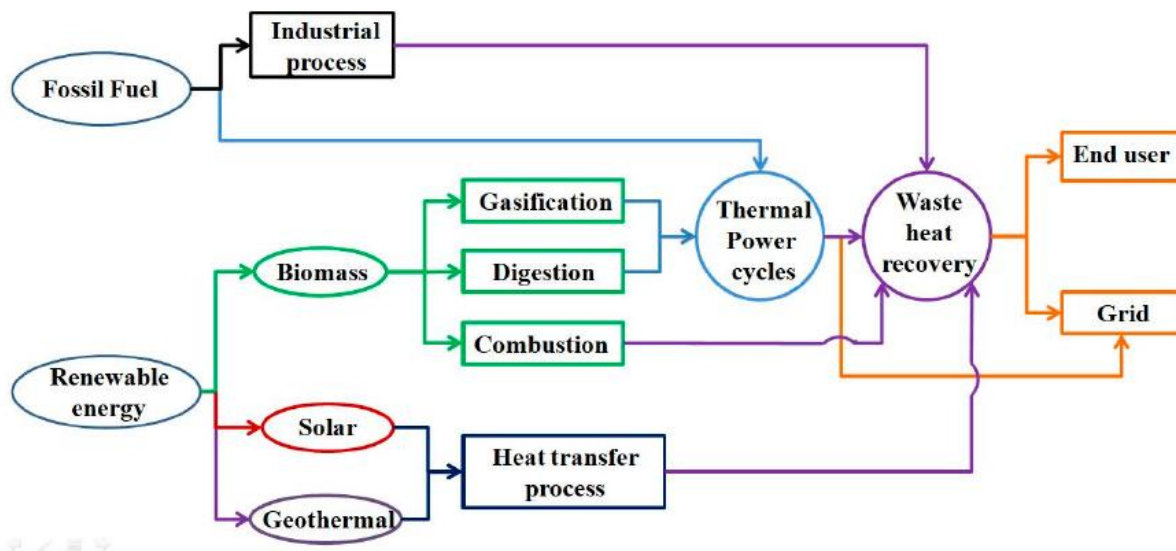 Industrial
process
Fossil Fuel
End user
Gasification
Thermal
Power
cycles
Waste
heat
recovery
Biomass
Digestion
Grid
Combustion
Renewable
energy
Solar
Heat transfer
process
Geothermal